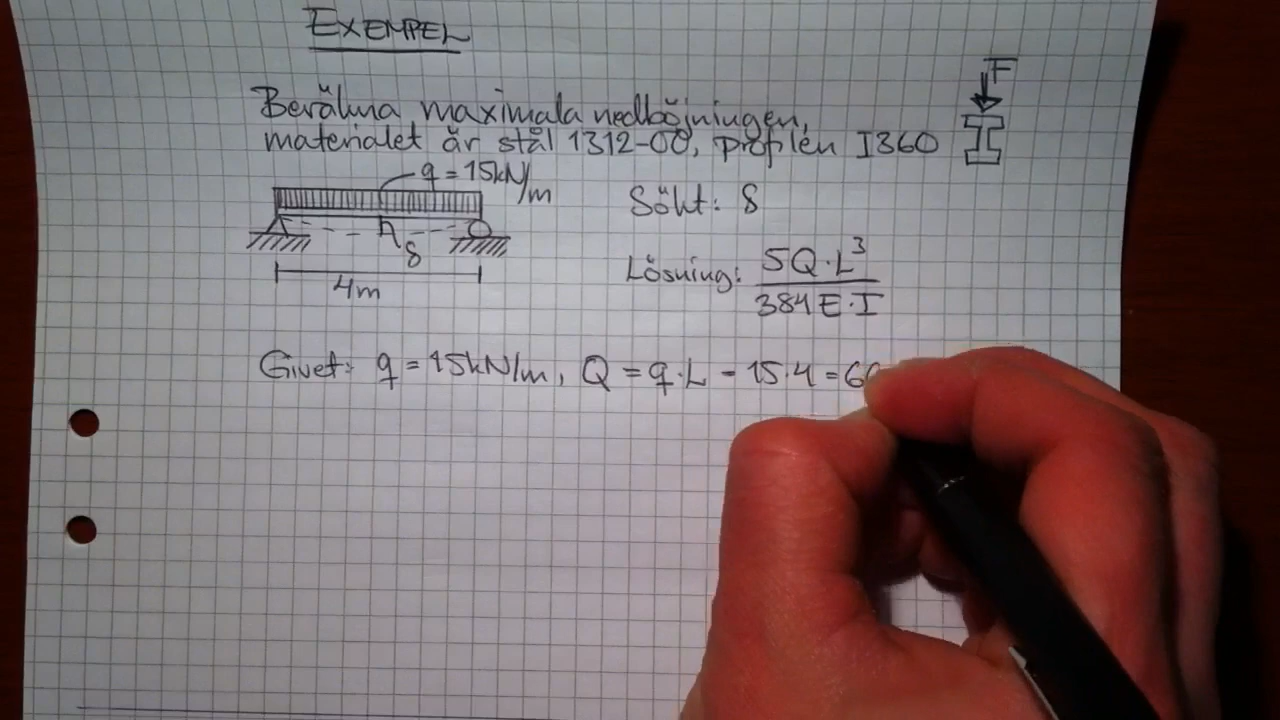 EXEMPEL
Beräkna maximala nedböjningen,
materialet är stål 1312-00, profilen I360
F
q = 15kN/m
δ
4m
Sökt: δ
Lösning: 5Q·L³
384E·I
Givet: q = 15kN/m, Q = q·L = 15·4 = 60